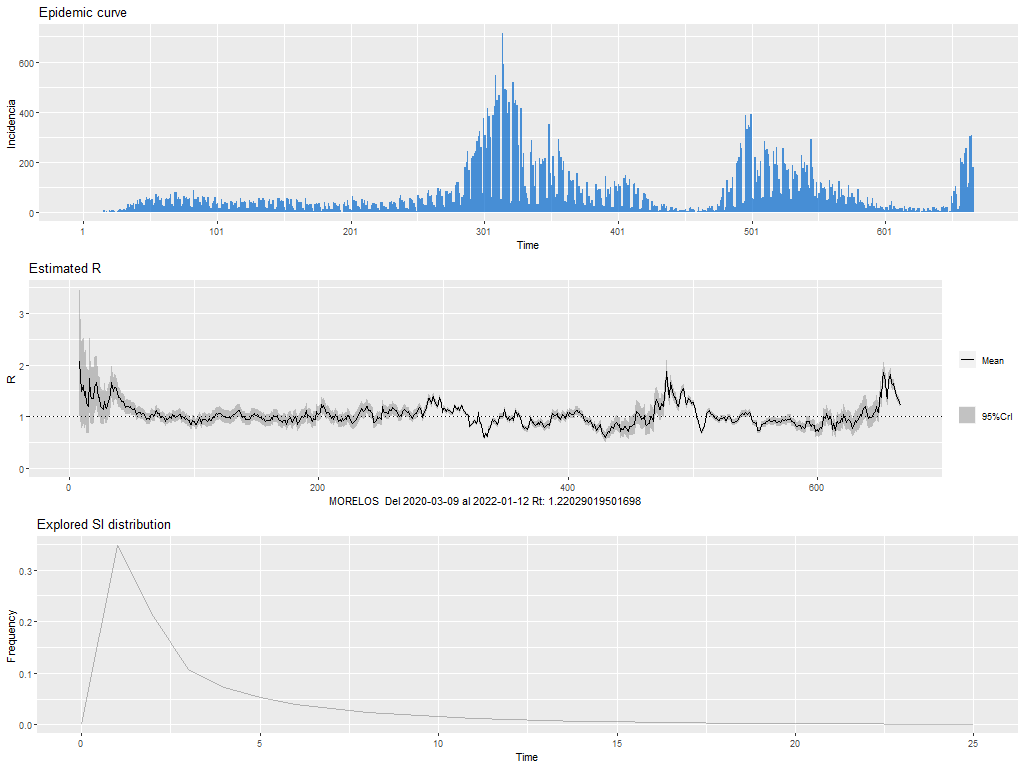 Epidemic curve
Incidencia
600
400
200
0
1
101
201
301
401
501
601
Time
Estimated R
R
3
2
1
0
0
200
400
600
Mean
95%CrI
MORELOS Del 2020-03-09 al 2022-01-12 Rt: 1.22029019501698
Explored SI distribution
Frequency
0.3
0.2
0.1
0.0
0
5
10
15
20
25
Time